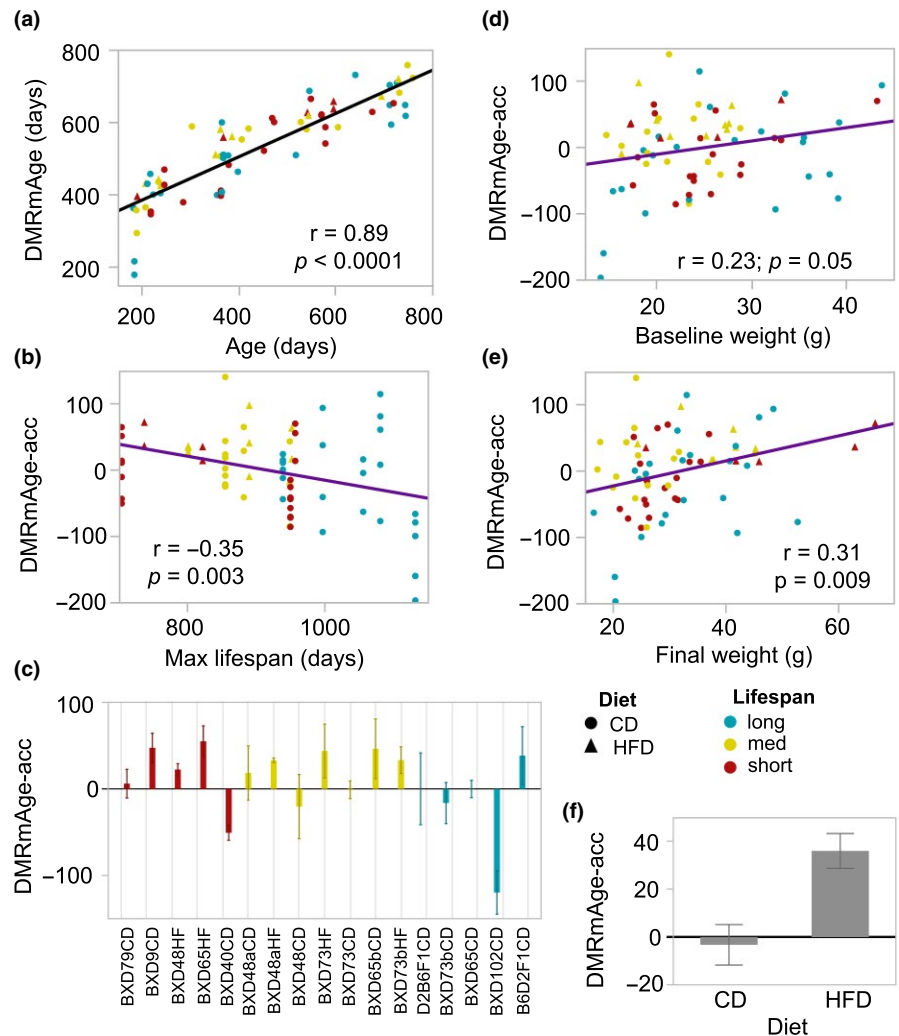 (a)
DMRmAge (days)
800
600
400
200
r = 0.89
p < 0.0001
200
400
600
800
Age (days)
(b)
DMRmAge-acc
100
0
−100
−200
r = −0.35
p = 0.003
800
1000
Max lifespan (days)
(c)
DMRmAge-acc
100
0
−100
BXD79CD
BXD9CD
BXD48HF
BXD65HF
BXD40CD
BXD48aCD
BXD48aHF
BXD48CD
BXD73HF
BXD73CD
BXD65bCD
BXD73bHF
D2B6F1CD
BXD73bCD
BXD65CD
BXD102CD
B6D2F1CD
(d)
DMRmAge-acc
100
0
−100
−200
r = 0.23; p = 0.05
20
30
40
Baseline weight (g)
(e)
DMRmAge-acc
100
0
−100
−200
r = 0.31
p = 0.009
20
40
60
Final weight (g)
Diet
CD
HFD
Lifespan
long
med
short
(f)
DMRmAge-acc
40
20
0
−20
CD
HFD
Diet